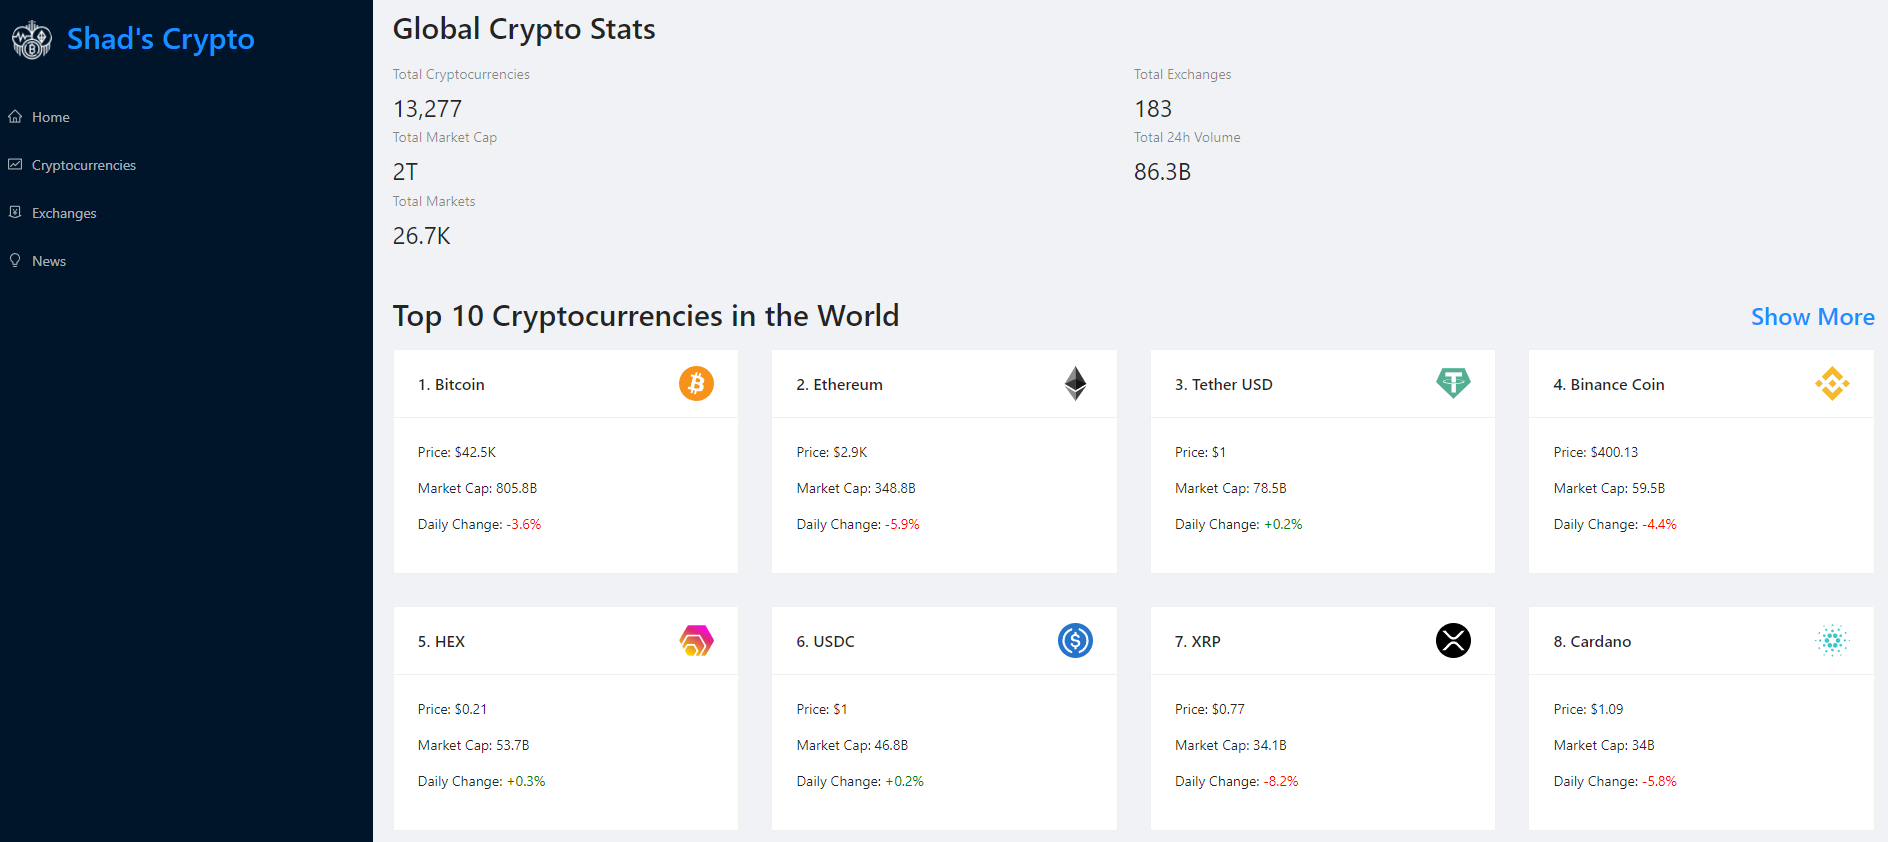 Shad's Crypto
Home
Cryptocurrencies
Exchanges
News
Global Crypto Stats
Total Cryptocurrencies
13,277
Total Exchanges
183
Total Market Cap
2T
Total 24h Volume
86.3B
Total Markets
26.7K
Top 10 Cryptocurrencies in the World
Show More
1. Bitcoin
Price: $42.5K
Market Cap: 805.8B
Daily Change: -3.6%
2. Ethereum
Price: $2.9K
Market Cap: 348.8B
Daily Change: -5.9%
3. Tether USD
Price: $1
Market Cap: 78.5B
Daily Change: +0.2%
4. Binance Coin
Price: $400.13
Market Cap: 59.5B
Daily Change: -4.4%
5. HEX
Price: $0.21
Market Cap: 53.7B
Daily Change: +0.3%
6. USDC
Price: $1
Market Cap: 46.8B
Daily Change: +0.2%
7. XRP
Price: $0.77
Market Cap: 34.1B
Daily Change: -8.2%
8. Cardano
Price: $1.09
Market Cap: 34B
Daily Change: -5.8%